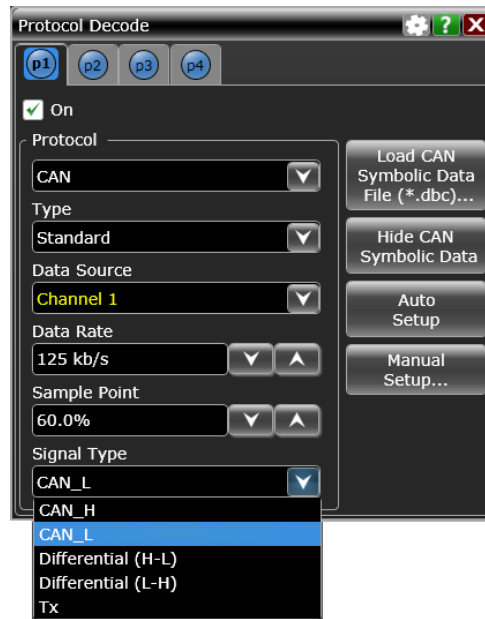 Protocol Decode
?
X
p1 p2 p3 p4
On
Protocol
CAN
Type
Standard
Data Source
Channel 1
Data Rate
125 kb/s
Sample Point
60.0%
Signal Type
CAN_L
CAN_H
CAN_L
Differential (H-L)
Differential (L-H)
Tx
Load CAN
Symbolic Data
File (*.dbc)...
Hide CAN
Symbolic Data
Auto
Setup
Manual
Setup...